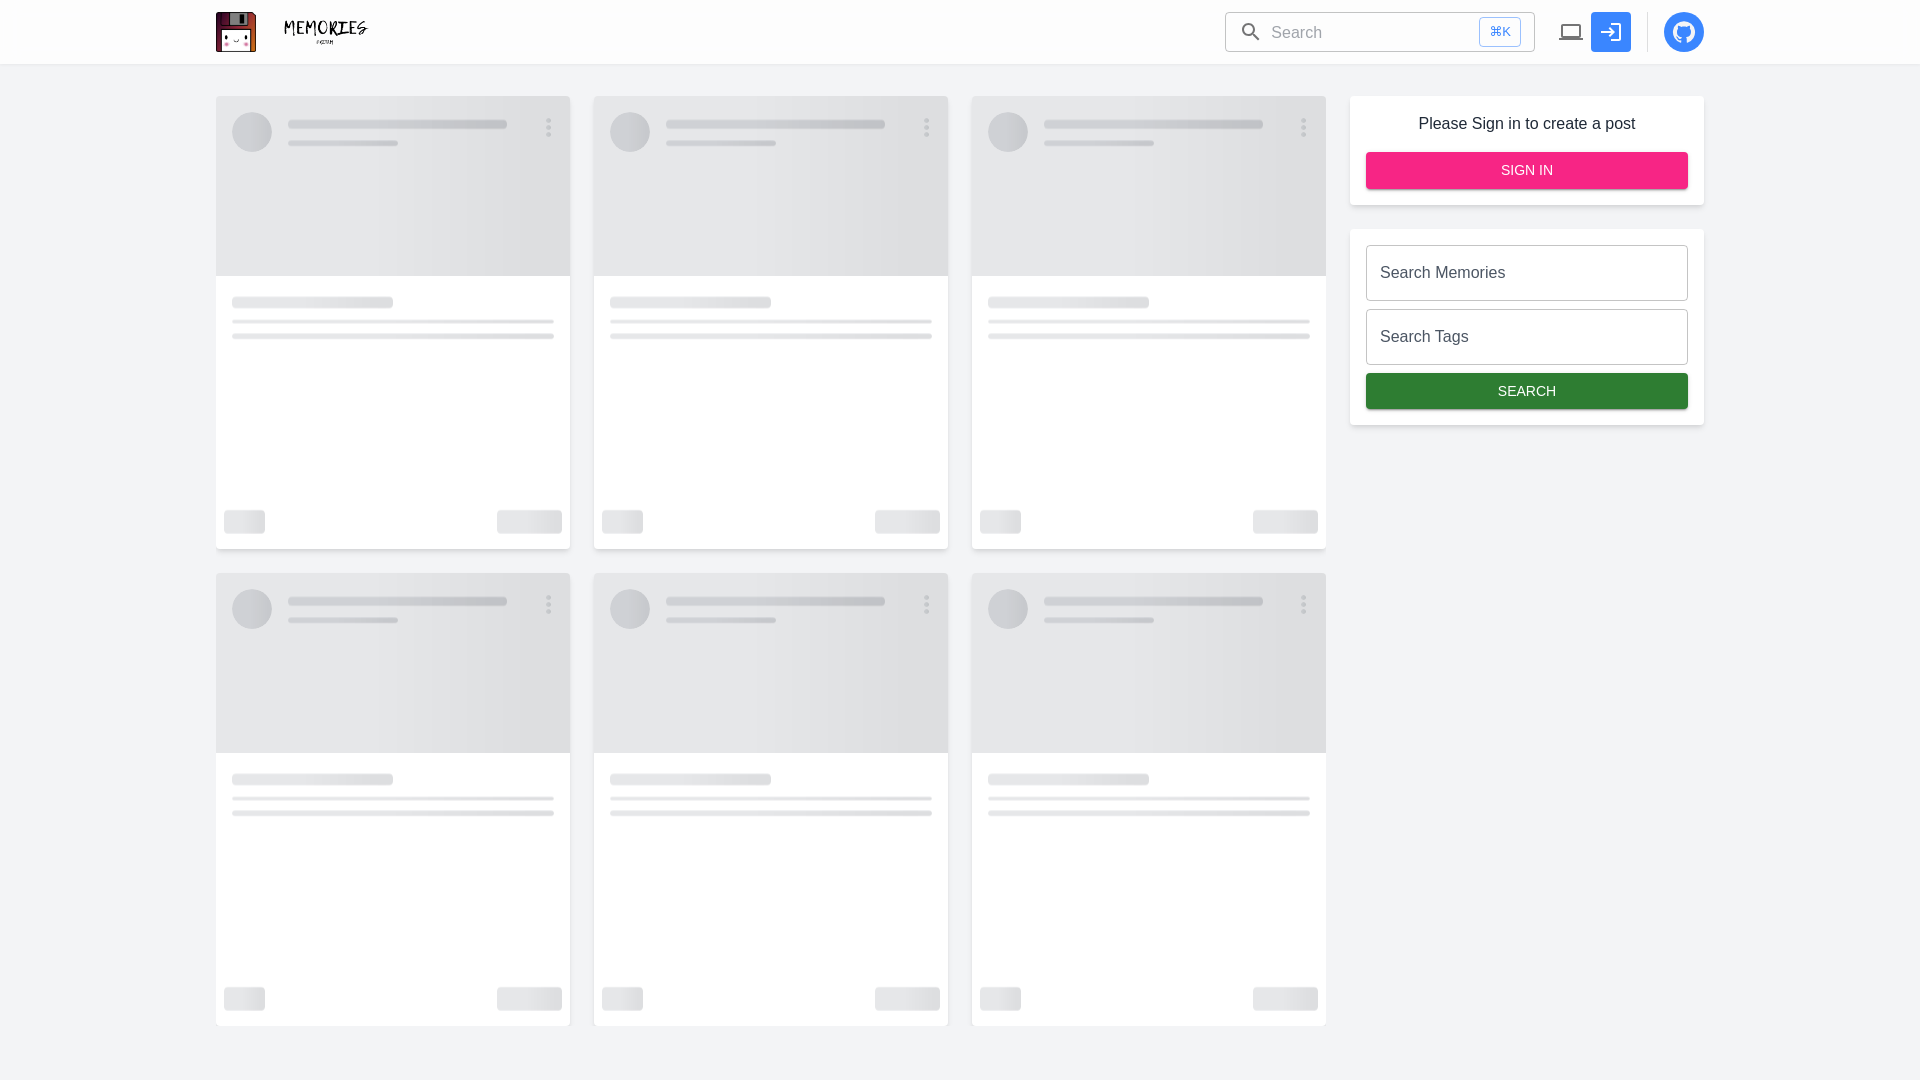 MEMORIES
Search
⌘K
Please Sign in to create a post
SIGN IN
Search Memories
Search Tags
SEARCH